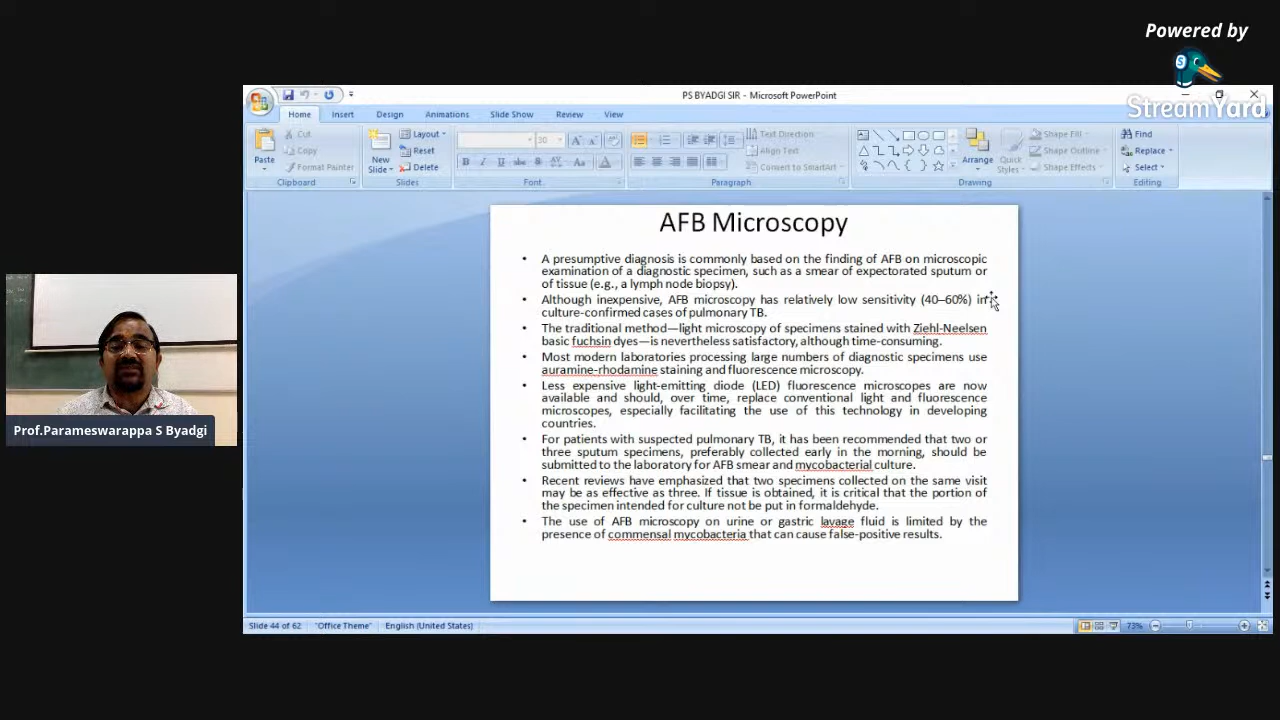 Powered by
StreamYard
PS BYADGI SIR - Microsoft PowerPoint
Home Insert Design Animations Slide Show Review View
Paste
Cut
Copy
Format Painter
Clipboard
New
Slide
Layout
Reset
Delete
Slides
30
Font
Text Direction
Align Text
Convert to SmartArt
Paragraph
Arrange
Quick
Styles
Shape Fill
Shape Outline
Shape Effects
Drawing
Find
Replace
Select
Editing
AFB Microscopy
• A presumptive diagnosis is commonly based on the finding of AFB on microscopic
examination of a diagnostic specimen, such as a smear of expectorated sputum or
of tissue (e.g., a lymph node biopsy).
• Although inexpensive, AFB microscopy has relatively low sensitivity (40–60%) in
culture-confirmed cases of pulmonary TB.
• The traditional method—light microscopy of specimens stained with Ziehl-Neelsen
basic fuchsin dyes—is nevertheless satisfactory, although time-consuming.
• Most modern laboratories processing large numbers of diagnostic specimens use
auramine-rhodamine staining and fluorescence microscopy.
• Less expensive light-emitting diode (LED) fluorescence microscopes are now
available and should, over time, replace conventional light and fluorescence
microscopes, especially facilitating the use of this technology in developing
countries.
• For patients with suspected pulmonary TB, it has been recommended that two or
three sputum specimens, preferably collected early in the morning, should be
submitted to the laboratory for AFB smear and mycobacterial culture.
• Recent reviews have emphasized that two specimens collected on the same visit
may be as effective as three. If tissue is obtained, it is critical that the portion of
the specimen intended for culture not be put in formaldehyde.
• The use of AFB microscopy on urine or gastric lavage fluid is limited by the
presence of commensal mycobacteria that can cause false-positive results.
Prof.Parameswarappa S Byadgi
Slide 44 of 62 "Office Theme" English (United States) 73%